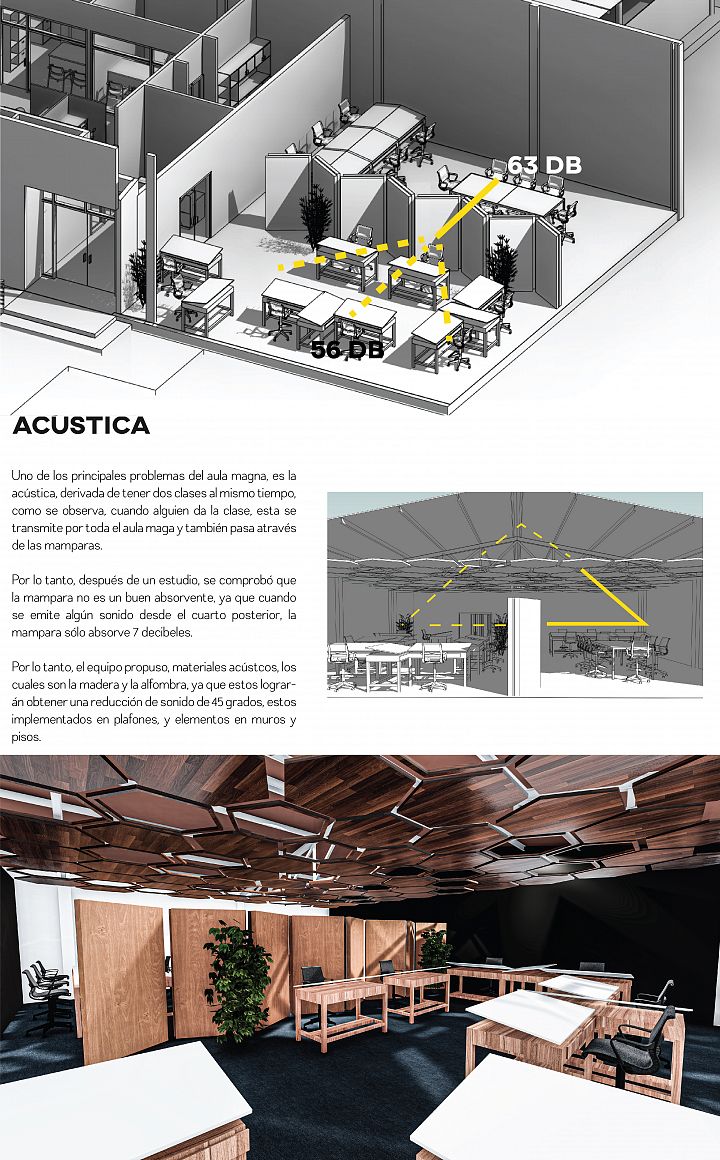 63 DB
56 DB
ACUSTICA
Uno de los principales problemas del aula magna, es la
acústica, derivada de tener dos clases al mismo tiempo,
como se observa, cuando alguien da la clase, esta se
transmite por toda el aula maga y también pasa através
de las mamparas.
Por lo tanto, después de un estudio, se comprobó que
la mampara no es un buen absorvente, ya que cuando
se emite algún sonido desde el cuarto posterior, la
mampara sólo absorve 7 decibeles.
Por lo tanto, el equipo propuso, materiales acústcos, los
cuales son la madera y la alfombra, ya que estos lograr-
án obtener una reducción de sonido de 45 grados, estos
implementados en plafones, y elementos en muros y
pisos.